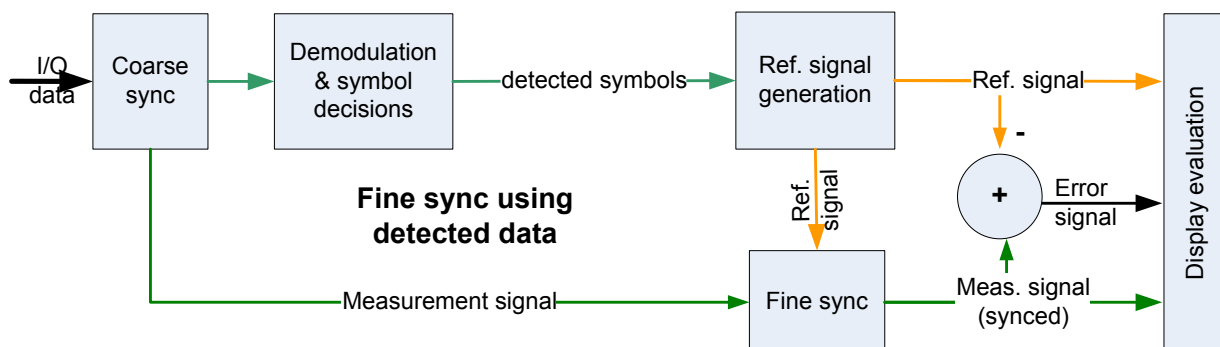 I/Q
data
Coarse
sync
Demodulation
& symbol
decisions
detected symbols
Ref. signal
generation
Ref. signal
-
Ref.
signal
+
Error
signal
Display evaluation
Fine sync using
detected data
Measurement signal
Fine sync
Meas. signal
(synced)